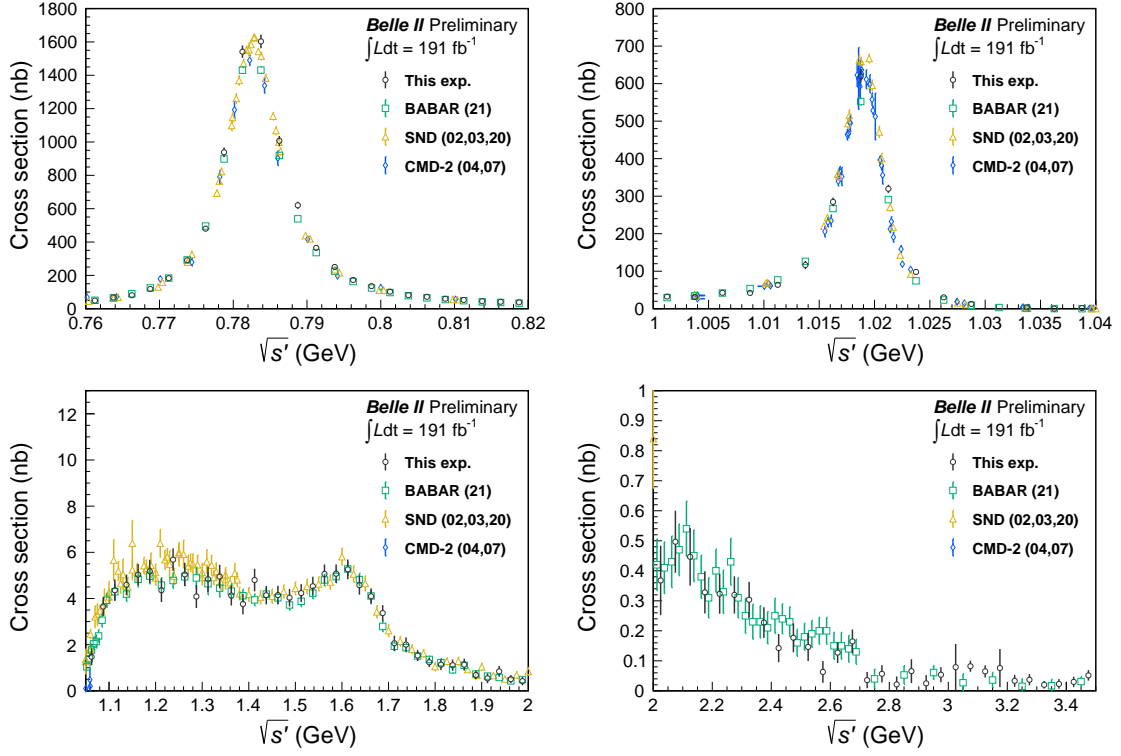 Belle II Preliminary
∫Ldt = 191 fb⁻¹
This exp.
BABAR (21)
SND (02,03,20)
CMD-2 (04,07)
Cross section (nb)
1800
1600
1400
1200
1000
800
600
400
200
0
0.76 0.77 0.78 0.79 0.8 0.81 0.82
√s′ (GeV)
Belle II Preliminary
∫Ldt = 191 fb⁻¹
This exp.
BABAR (21)
SND (02,03,20)
CMD-2 (04,07)
Cross section (nb)
800
700
600
500
400
300
200
100
0
1 1.005 1.01 1.015 1.02 1.025 1.03 1.035 1.04
√s′ (GeV)
Belle II Preliminary
∫Ldt = 191 fb⁻¹
This exp.
BABAR (21)
SND (02,03,20)
CMD-2 (04,07)
Cross section (nb)
12
10
8
6
4
2
0
1.1 1.2 1.3 1.4 1.5 1.6 1.7 1.8 1.9 2
√s′ (GeV)
Belle II Preliminary
∫Ldt = 191 fb⁻¹
This exp.
BABAR (21)
SND (02,03,20)
CMD-2 (04,07)
Cross section (nb)
1
0.9
0.8
0.7
0.6
0.5
0.4
0.3
0.2
0.1
0
2 2.2 2.4 2.6 2.8 3 3.2 3.4
√s′ (GeV)